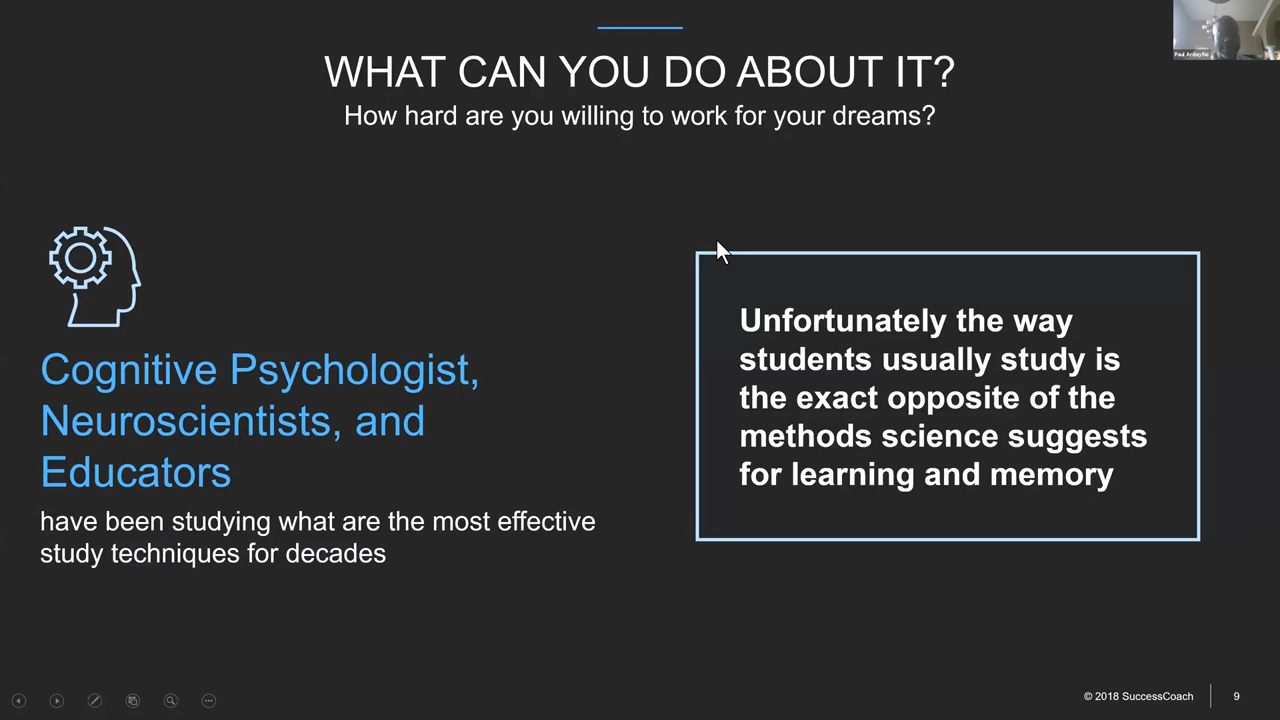 WHAT CAN YOU DO ABOUT IT?
How hard are you willing to work for your dreams?
Cognitive Psychologist,
Neuroscientists, and
Educators
have been studying what are the most effective
study techniques for decades
Unfortunately the way
students usually study is
the exact opposite of the
methods science suggests
for learning and memory
© 2018 SuccessCoach
9